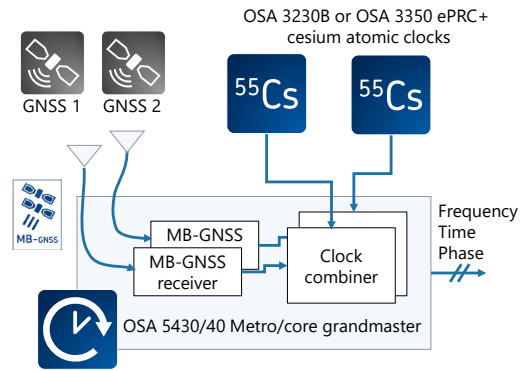 OSA 3230B or OSA 3350 ePRC+
cesium atomic clocks
GNSS 1
GNSS 2
55Cs
55Cs
MB-GNSS
MB-GNSS
MB-GNSS
receiver
Clock
combiner
Frequency
Time
Phase
OSA 5430/40 Metro/core grandmaster